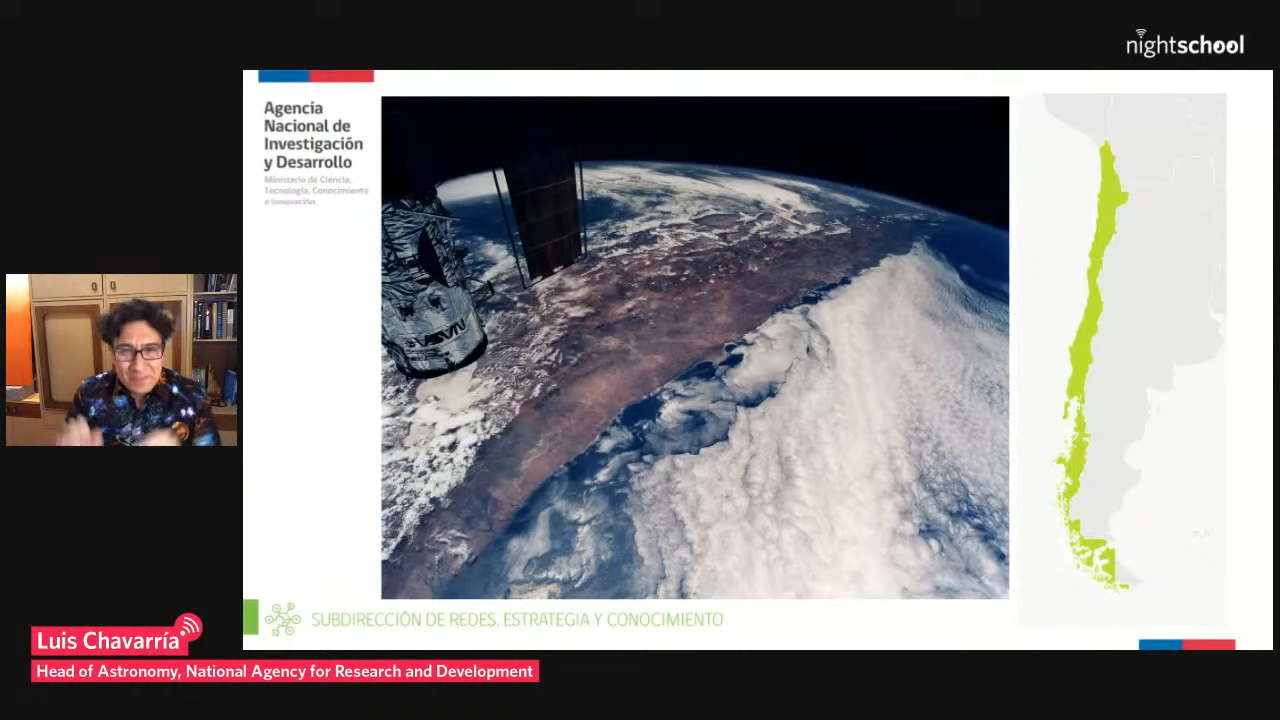 nightschool
Agencia
Nacional de
Investigación
y Desarrollo
Ministerio de Ciencia,
Tecnología, Conocimiento
e Innovación
SUBDIRECCIÓN DE REDES, ESTRATEGIA Y CONOCIMIENTO
Luis Chavarría
Head of Astronomy, National Agency for Research and Development